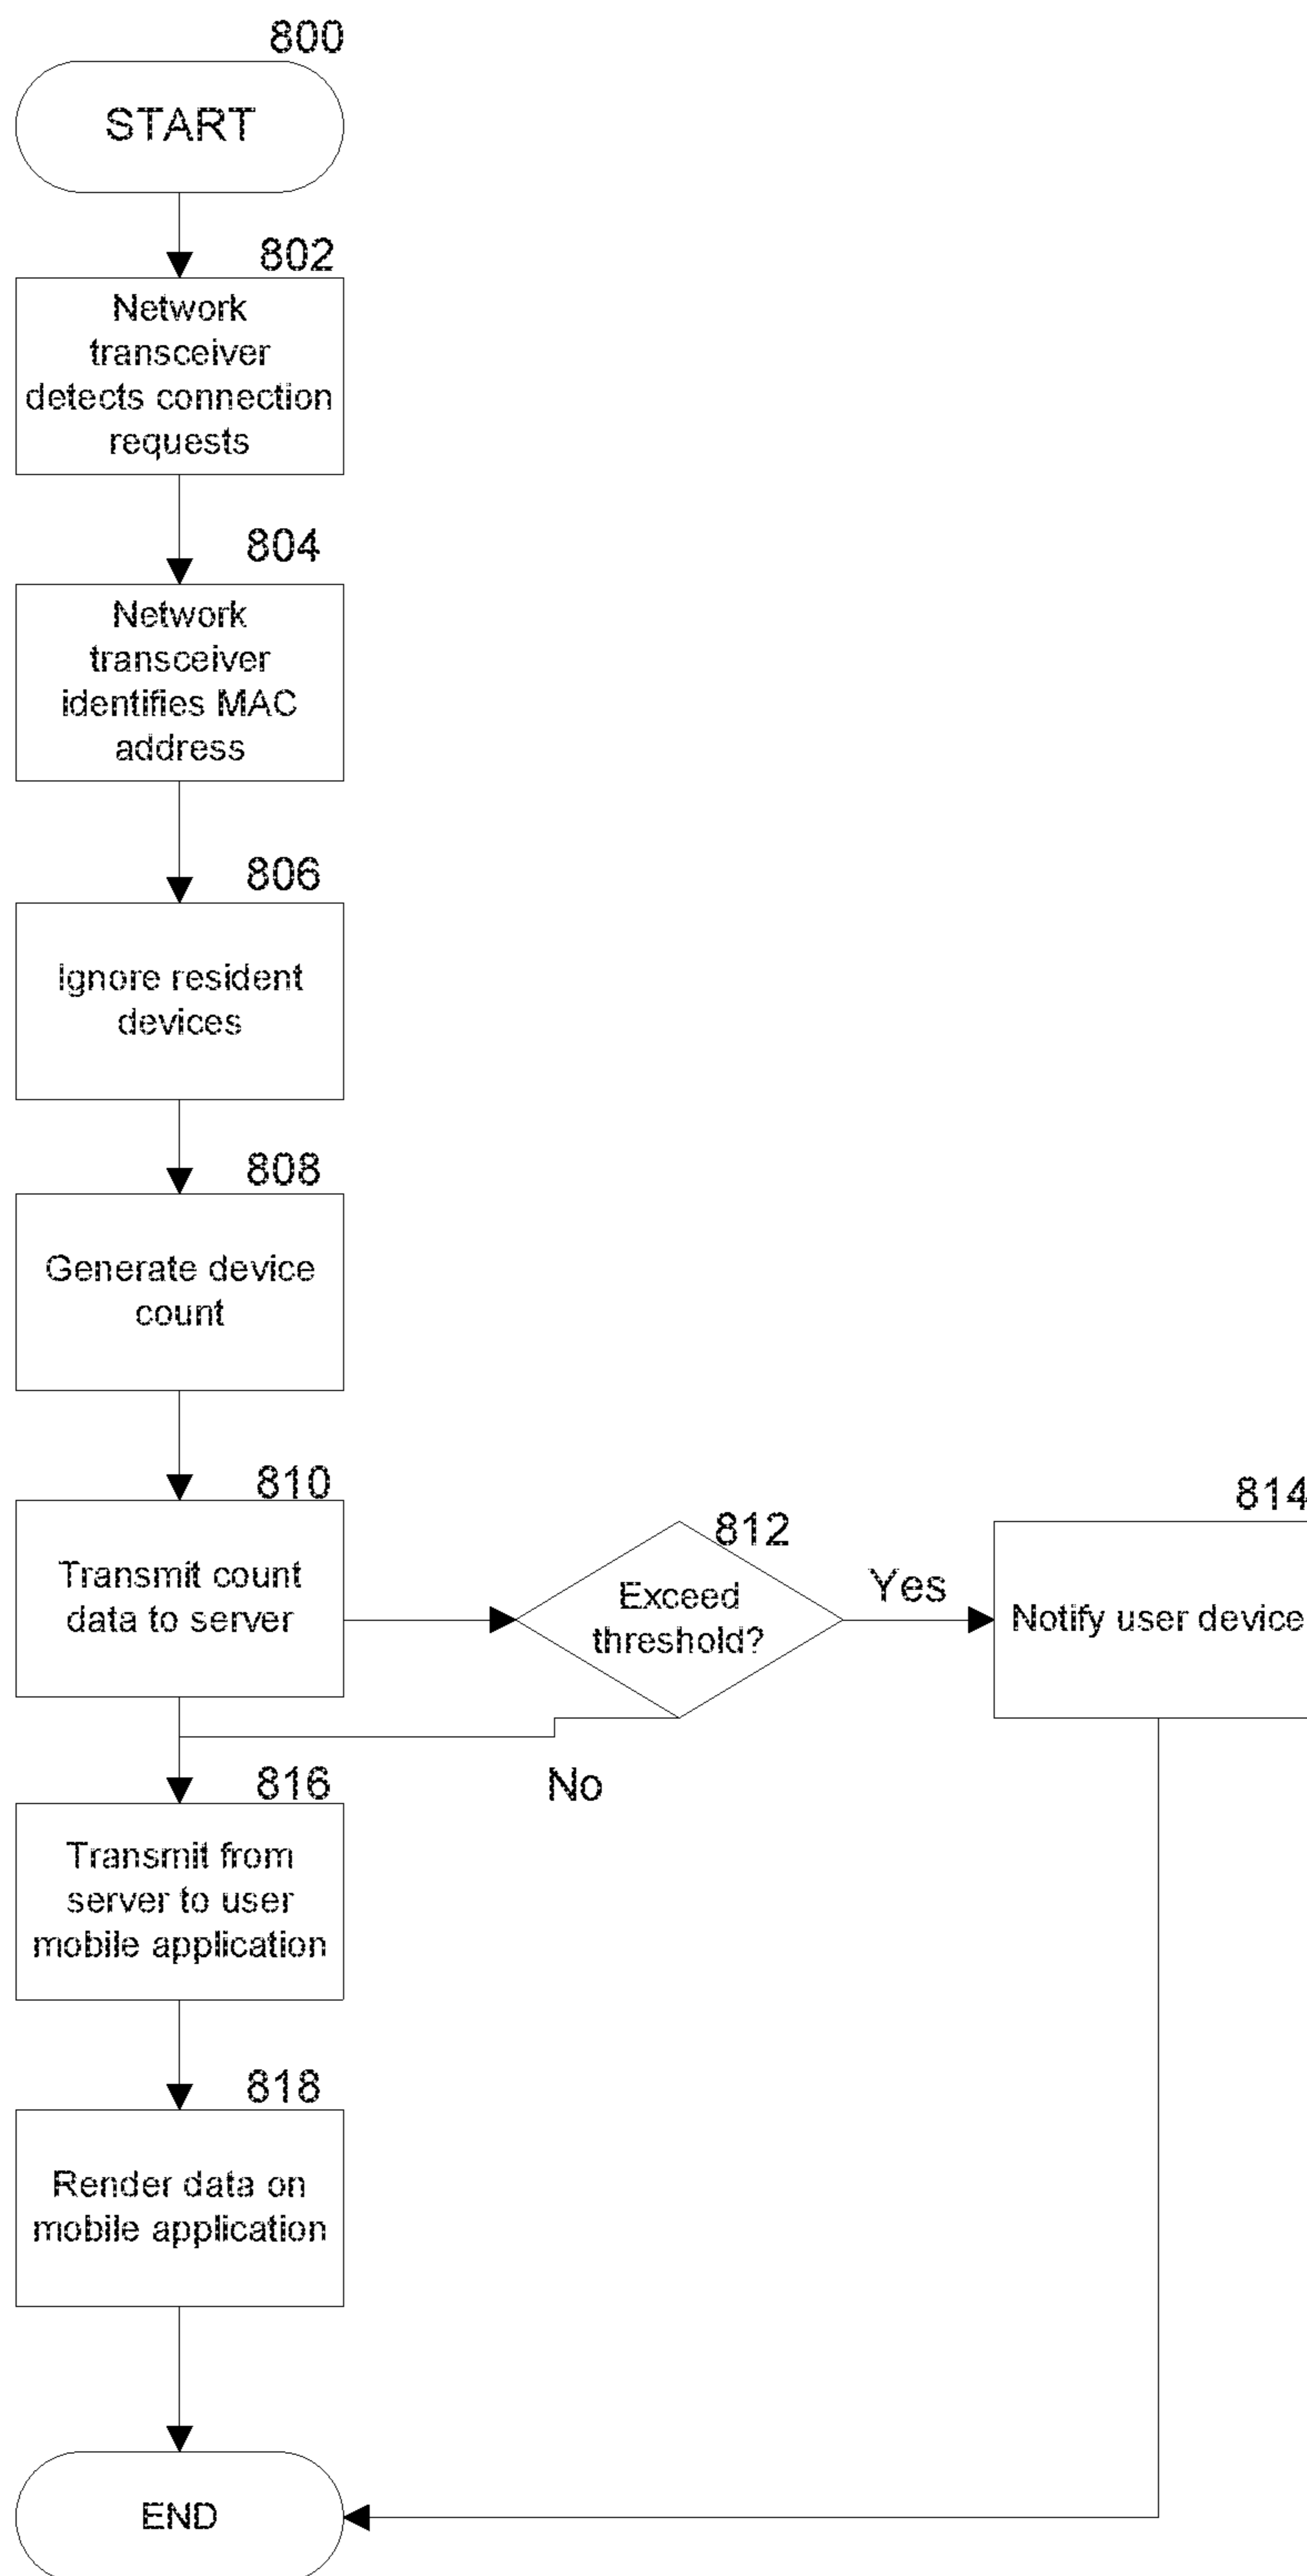 800
START
802
Network
transceiver
detects connection
requests
804
Network
transceiver
identifies MAC
address
806
Ignore resident
devices
808
Generate device
count
810
Transmit count
data to server
812
Exceed
threshold?
Yes
814
Notify user device
No
816
Transmit from
server to user
mobile application
818
Render data on
mobile application
END